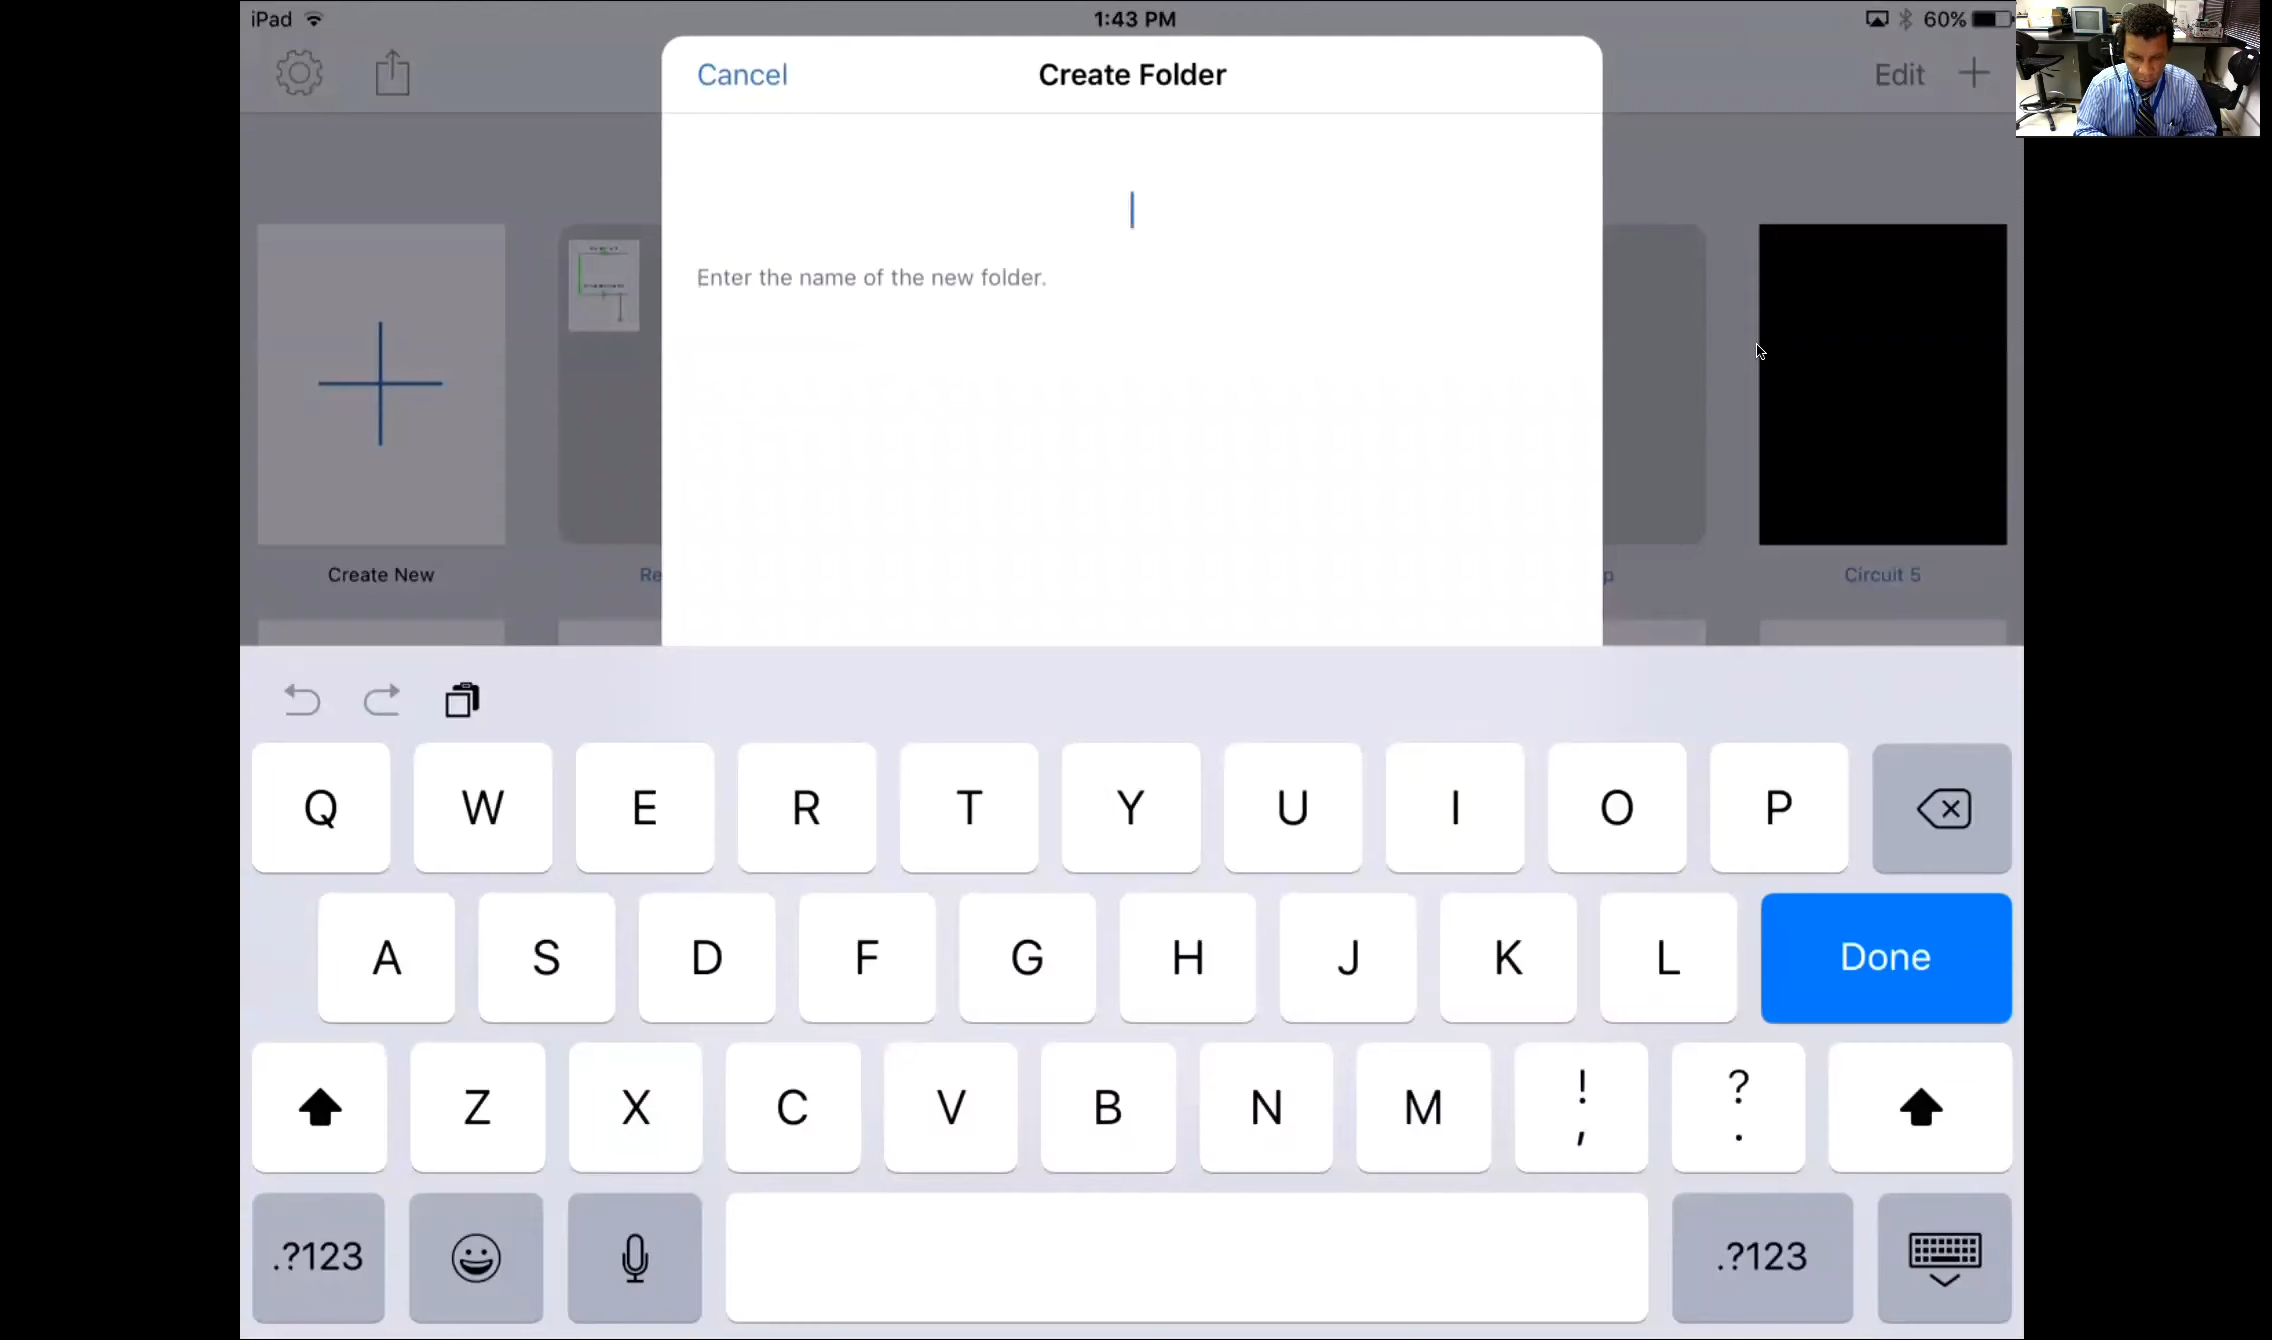 iPad 1:43 PM 60%
Cancel Create Folder Edit
Enter the name of the new folder.
Create New Re p Circuit 5
Q W E R T Y U I O P
A S D F G H J K L Done
Z X C V B N M ! , ? .
.?123 .?123